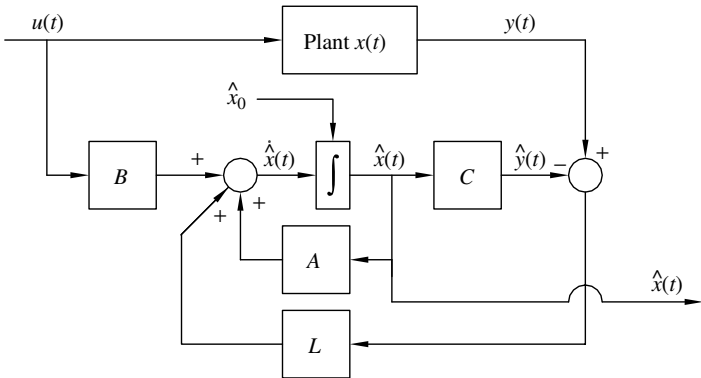 u(t)
Plant x(t)
y(t)
x̂₀
B
+
ẋ̂(t)
∫
x̂(t)
C
ŷ(t)
−
+
+
+
A
x̂(t)
L